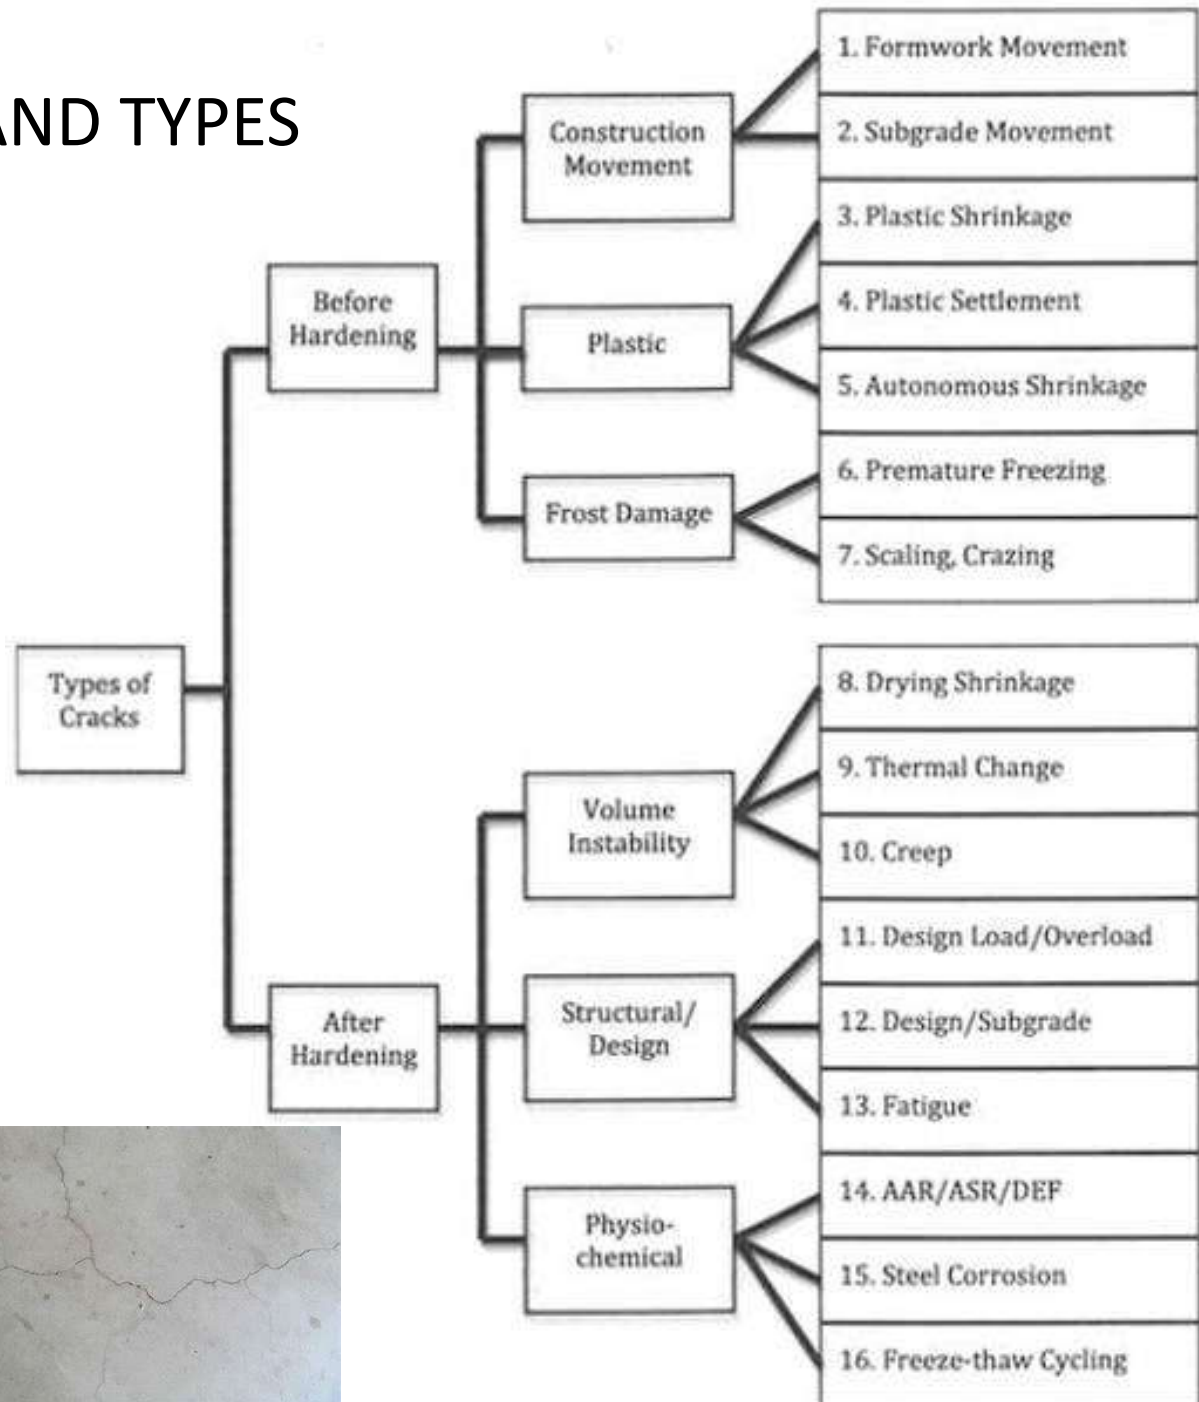 AND TYPES
Types of
Cracks
Before
Hardening
Construction
Movement
1. Formwork Movement
2. Subgrade Movement
Plastic
3. Plastic Shrinkage
4. Plastic Settlement
5. Autonomous Shrinkage
Frost Damage
6. Premature Freezing
7. Scaling, Crazing
After
Hardening
Volume
Instability
8. Drying Shrinkage
9. Thermal Change
10. Creep
Structural/
Design
11. Design Load/Overload
12. Design/Subgrade
13. Fatigue
Physio-
chemical
14. AAR/ASR/DEF
15. Steel Corrosion
16. Freeze-thaw Cycling